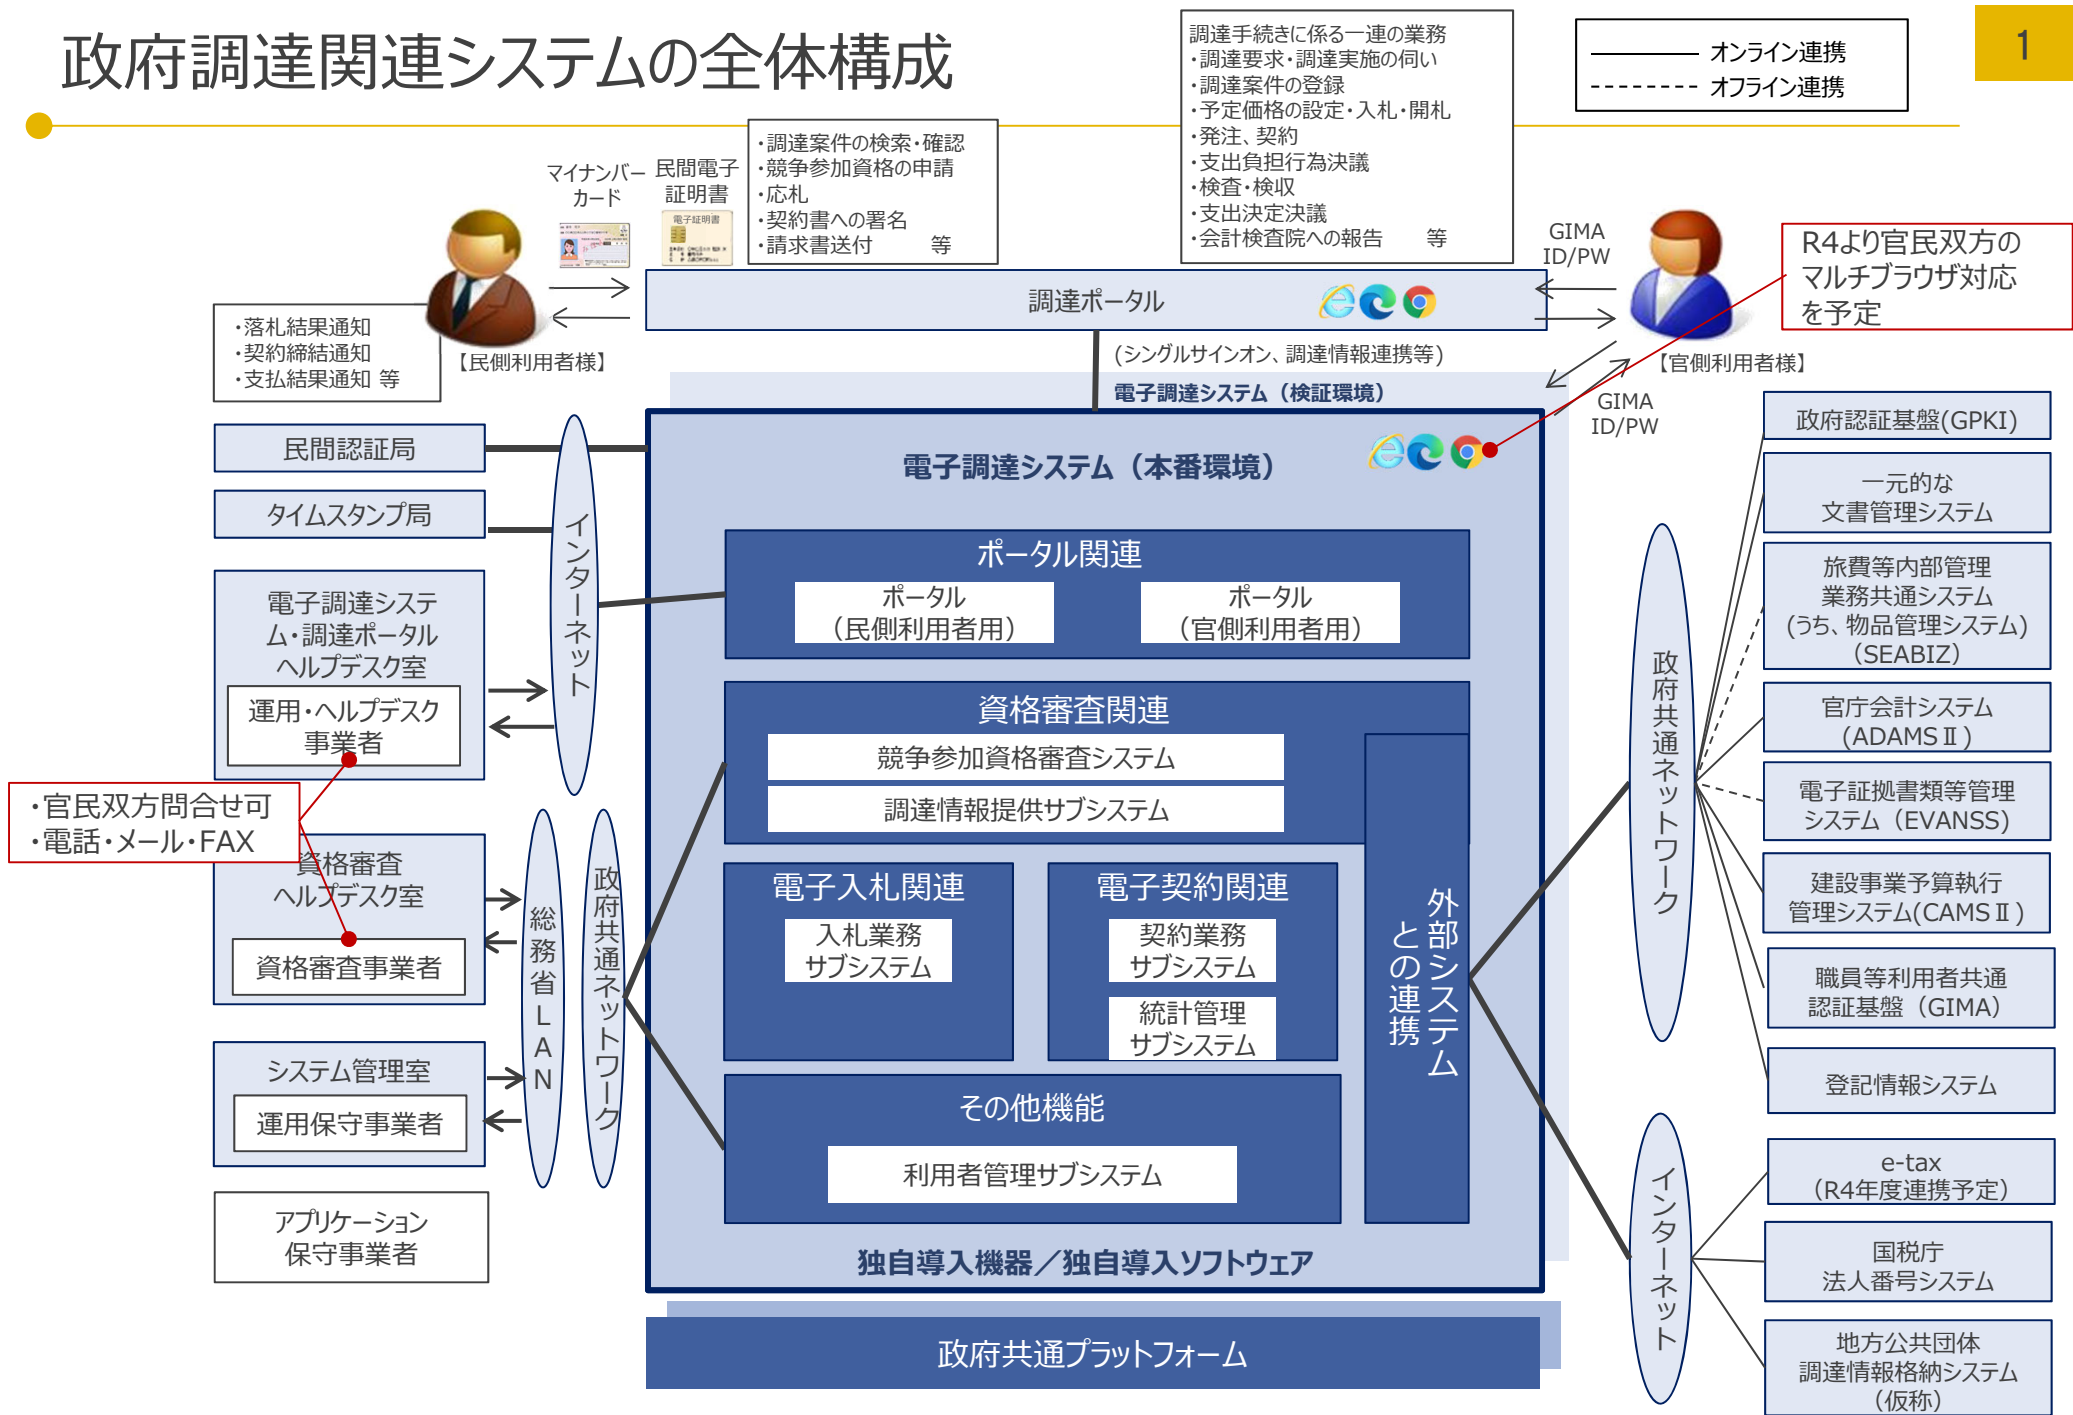 政府調達関連システムの全体構成
1
調達手続きに係る一連の業務
・調達要求・調達実施の伺い
・調達案件の登録
・予定価格の設定・入札・開札
・発注、契約
・支出負担行為決議
・検査・検収
・支出決定決議
・会計検査院への報告　等
オンライン連携
オフライン連携
・調達案件の検索・確認
・競争参加資格の申請
・応札
・契約書への署名
・請求書送付　　等
マイナンバー
カード
民間電子
証明書
電子証明書
GIMA
ID/PW
R4より官民双方の
マルチブラウザ対応
を予定
調達ポータル
・落札結果通知
・契約締結通知
・支払結果通知 等
【民側利用者様】
【官側利用者様】
(シングルサインオン、調達情報連携等)
電子調達システム（検証環境）
GIMA
ID/PW
民間認証局
タイムスタンプ局
電子調達システ
ム・調達ポータル
ヘルプデスク室
運用・ヘルプデスク
事業者
・官民双方問合せ可
・電話・メール・FAX
資格審査
ヘルプデスク室
資格審査事業者
システム管理室
運用保守事業者
アプリケーション
保守事業者
インターネット
総務省LAN
政府共通ネットワーク
電子調達システム（本番環境）
ポータル関連
ポータル
（民側利用者用）
ポータル
（官側利用者用）
資格審査関連
競争参加資格審査システム
調達情報提供サブシステム
電子入札関連
入札業務
サブシステム
電子契約関連
契約業務
サブシステム
統計管理
サブシステム
外部システム
との連携
その他機能
利用者管理サブシステム
独自導入機器／独自導入ソフトウェア
政府共通プラットフォーム
政府共通ネットワーク
インターネット
政府認証基盤(GPKI)
一元的な
文書管理システム
旅費等内部管理
業務共通システム
(うち、物品管理システム)
（SEABIZ）
官庁会計システム
（ADAMSⅡ）
電子証拠書類等管理
システム（EVANSS）
建設事業予算執行
管理システム(CAMSⅡ)
職員等利用者共通
認証基盤（GIMA）
登記情報システム
e-tax
（R4年度連携予定）
国税庁
法人番号システム
地方公共団体
調達情報格納システム
（仮称）